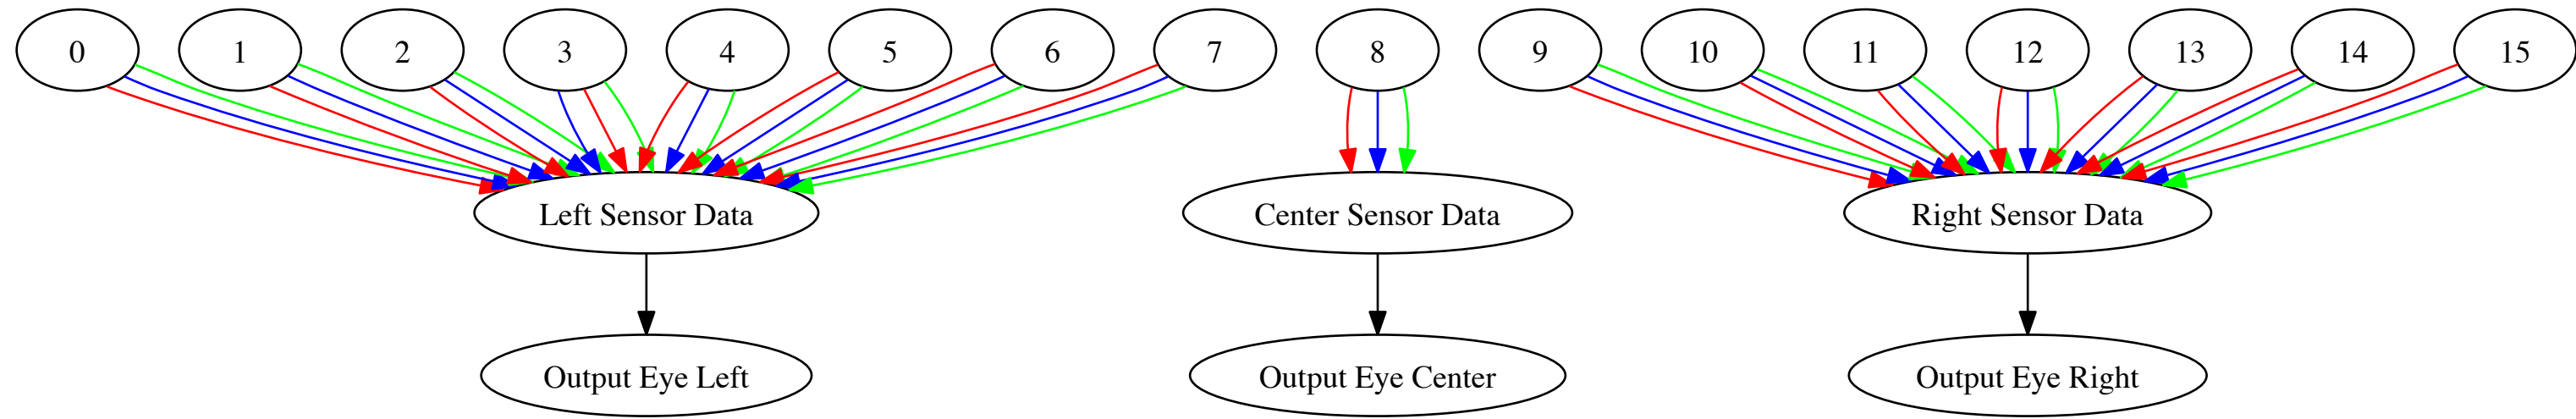 0 1 2 3 4 5 6 7 8 9 10 11 12 13 14 15
Left Sensor Data Center Sensor Data Right Sensor Data
Output Eye Left Output Eye Center Output Eye Right